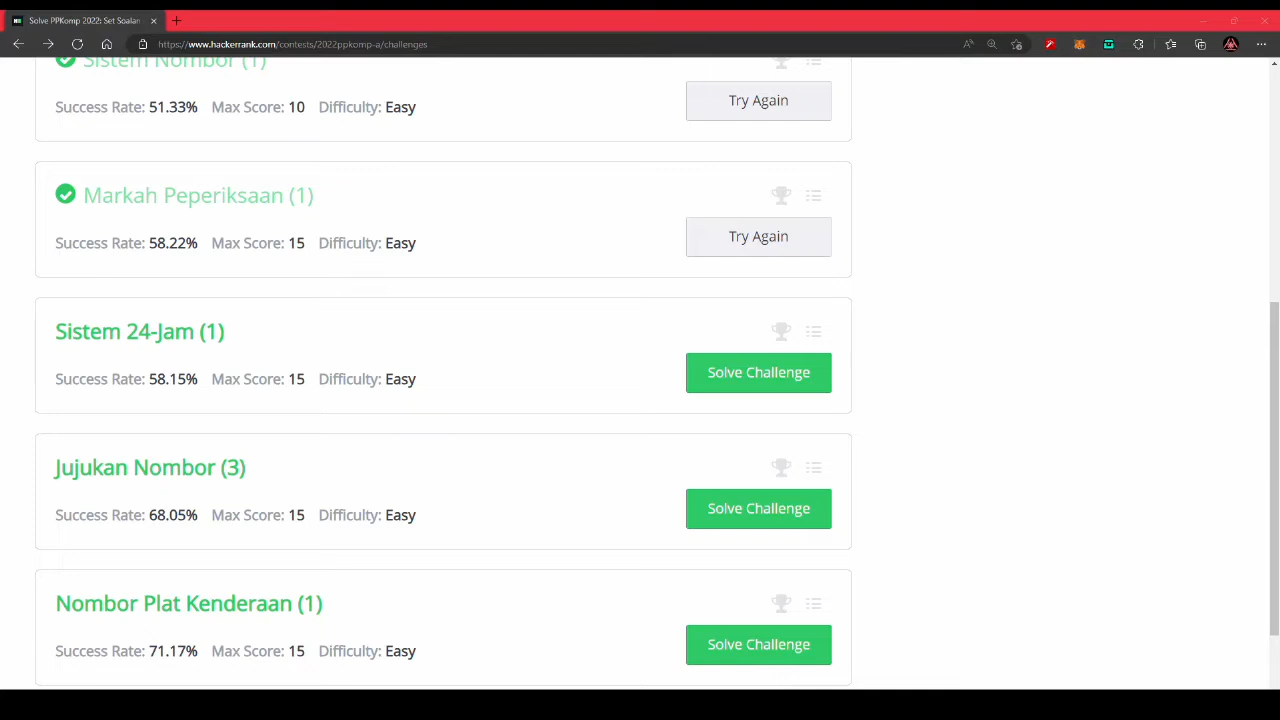 Solve PPKomp 2022: Set Soalan
https://www.hackerrank.com/contests/2022ppkomp-a/challenges
Sistem Nombor (1)
Success Rate: 51.33% Max Score: 10 Difficulty: Easy
Try Again
Markah Peperiksaan (1)
Success Rate: 58.22% Max Score: 15 Difficulty: Easy
Try Again
Sistem 24-Jam (1)
Success Rate: 58.15% Max Score: 15 Difficulty: Easy
Solve Challenge
Jujukan Nombor (3)
Success Rate: 68.05% Max Score: 15 Difficulty: Easy
Solve Challenge
Nombor Plat Kenderaan (1)
Success Rate: 71.17% Max Score: 15 Difficulty: Easy
Solve Challenge